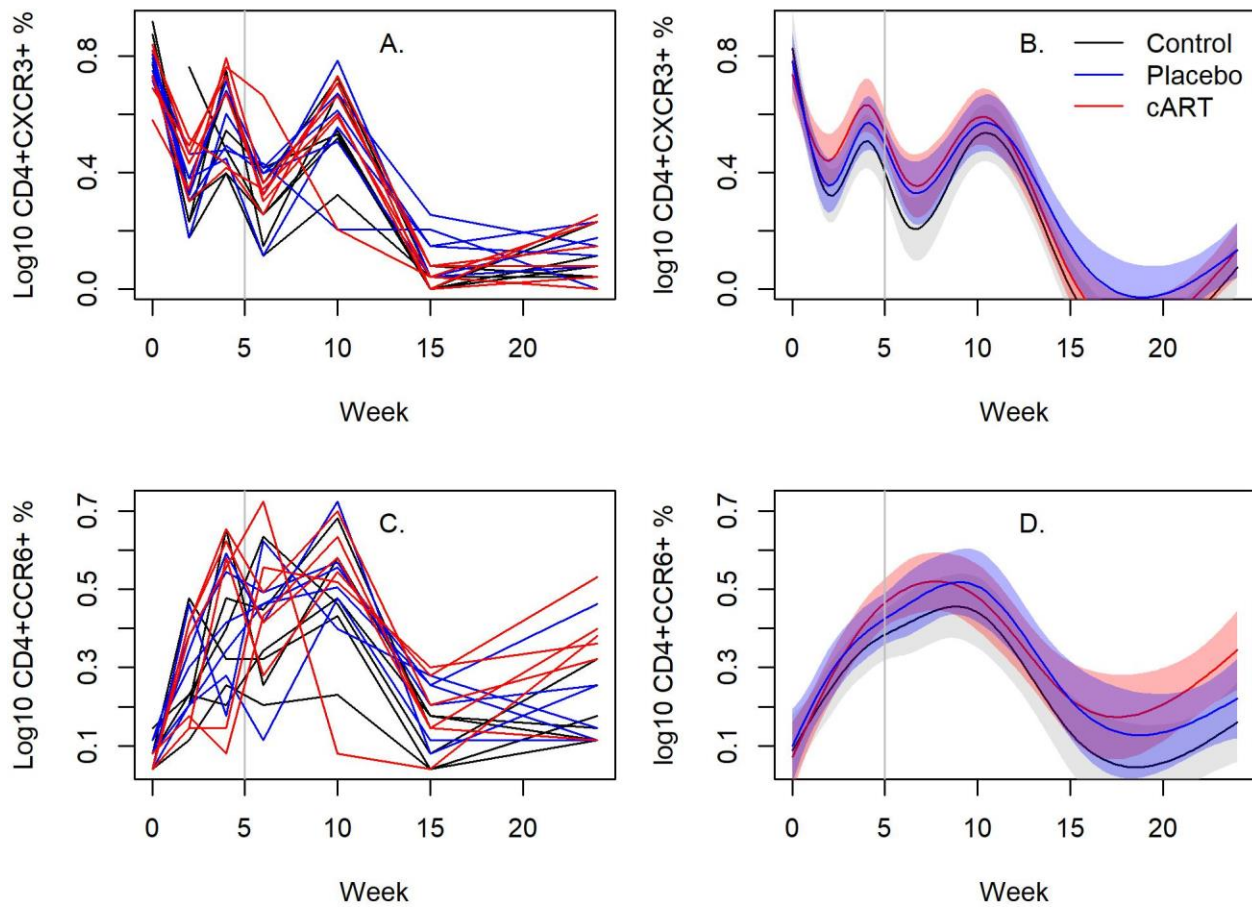 Log10 CD4+CXCR3+ %
0.0 0.4 0.8
A.
0 5 10 15 20
Week
log10 CD4+CXCR3+ %
0.0 0.4 0.8
B.
Control
Placebo
cART
0 5 10 15 20
Week
Log10 CD4+CCR6+ %
0.1 0.3 0.5 0.7
C.
0 5 10 15 20
Week
log10 CD4+CCR6+ %
0.1 0.3 0.5 0.7
D.
0 5 10 15 20
Week